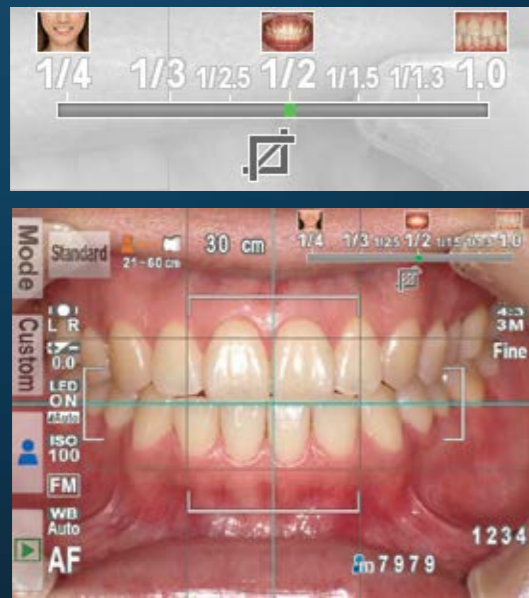 1/4 1/3 1/2.5 1/2 1/1.5 1/1.3 1.0
Mode
Standard
21~60 cm
30 cm
1/4 1/3 1/2.5 1/2 1/1.5 1/1.3 1.0
L R
4:3
3M
Fine
Custom
0.0
LED
ON
Auto
ISO
100
FM
WB
Auto
AF
1234
m7979